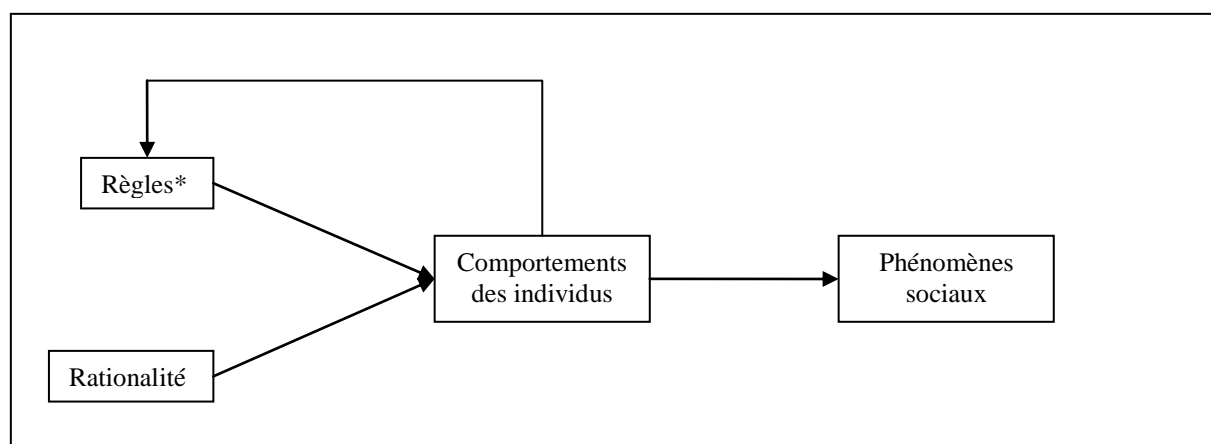 Règles*
Comportements
des individus
Phénomènes
sociaux
Rationalité